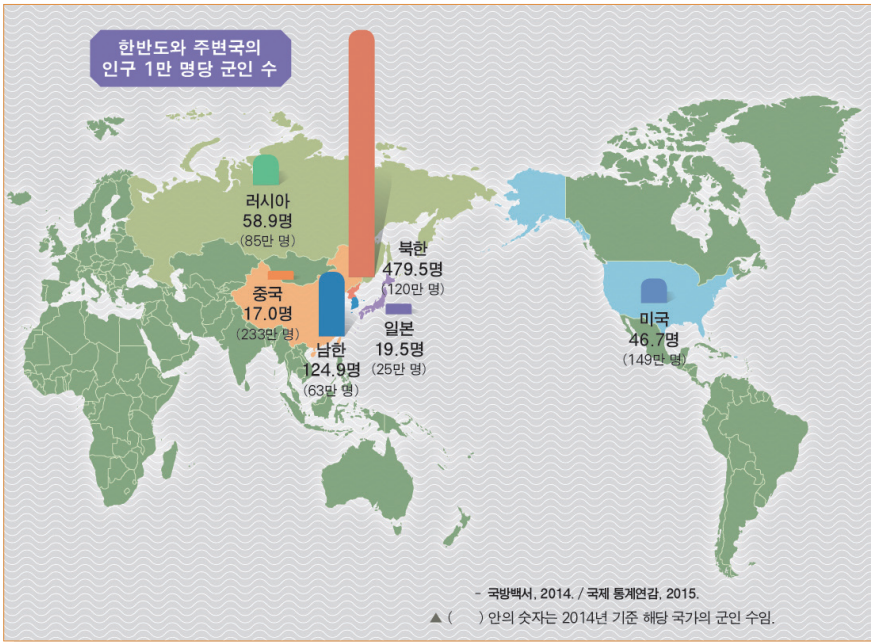 한반도와 주변국의
인구 1만 명당 군인 수
러시아
58.9명
(85만 명)
북한
479.5명
(120만 명)
중국
17.0명
(233만 명)
남한
124.9명
(63만 명)
일본
19.5명
(25만 명)
미국
46.7명
(149만 명)
- 국방백서, 2014. / 국제 통계연감, 2015.
▲ (      ) 안의 숫자는 2014년 기준 해당 국가의 군인 수임.